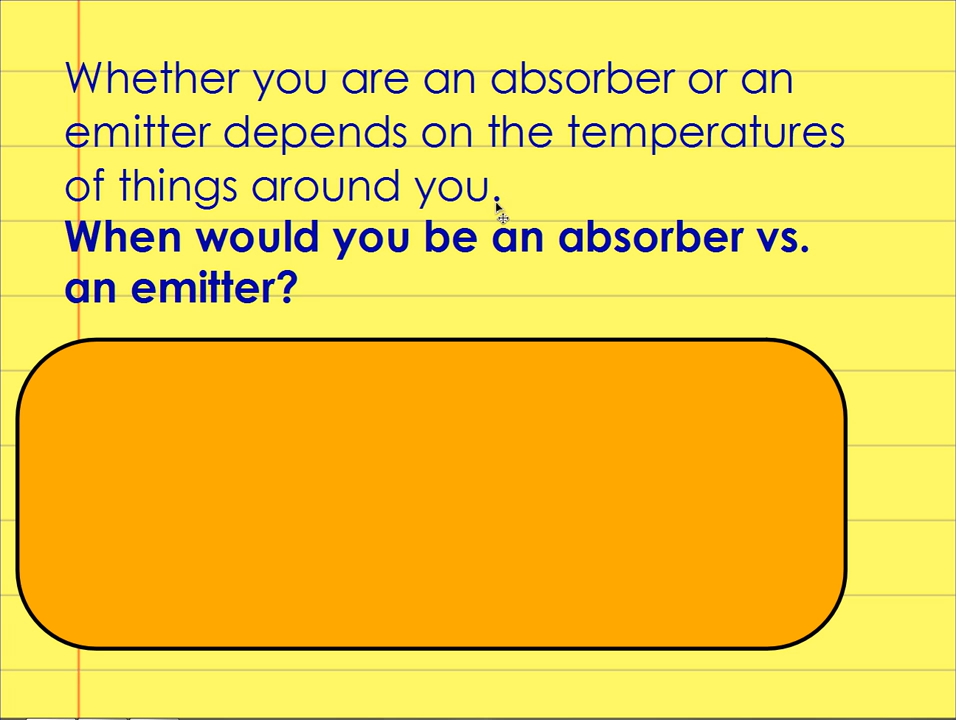 Whether you are an absorber or an
emitter depends on the temperatures
of things around you.
When would you be an absorber vs.
an emitter?